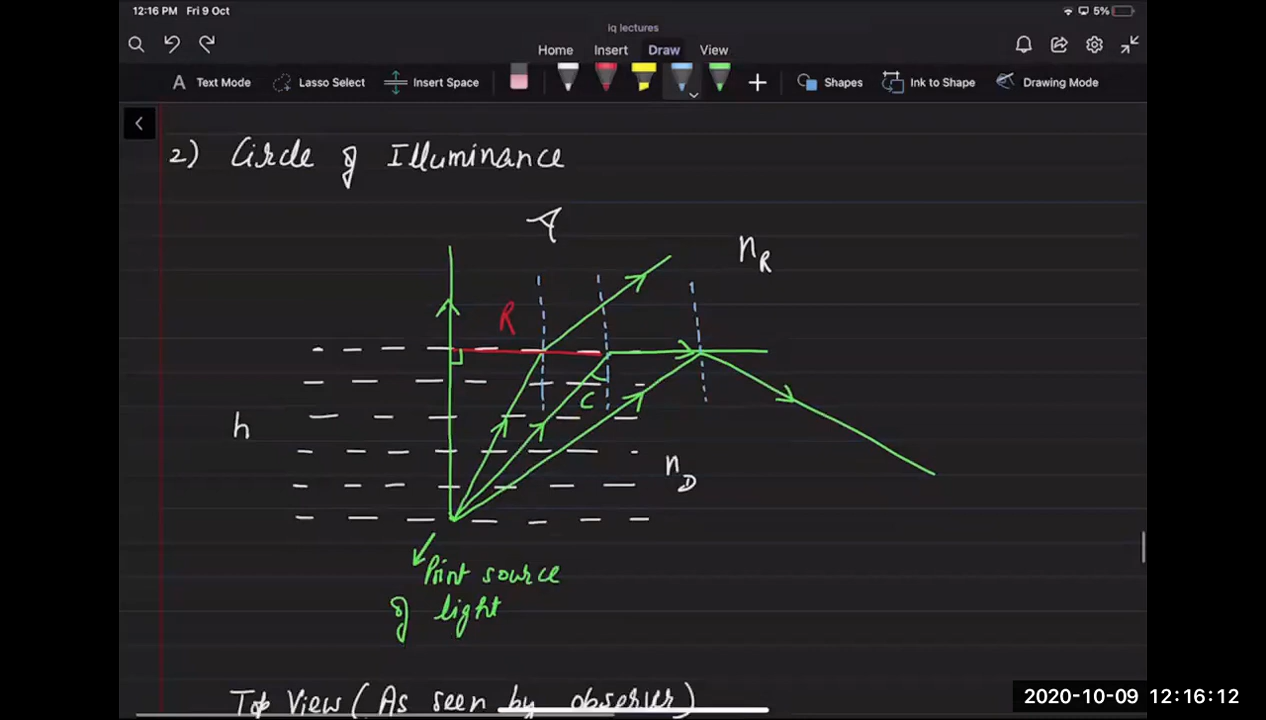 12:16 PM Fri 9 Oct
5%
iq lectures
Home Insert Draw View
A Text Mode Lasso Select Insert Space Shapes Ink to Shape Drawing Mode
2) Circle of Illuminance
n_R
R
C
h
n_D
Point source
of light
Top View (As seen by observer)
2020-10-09 12:16:12